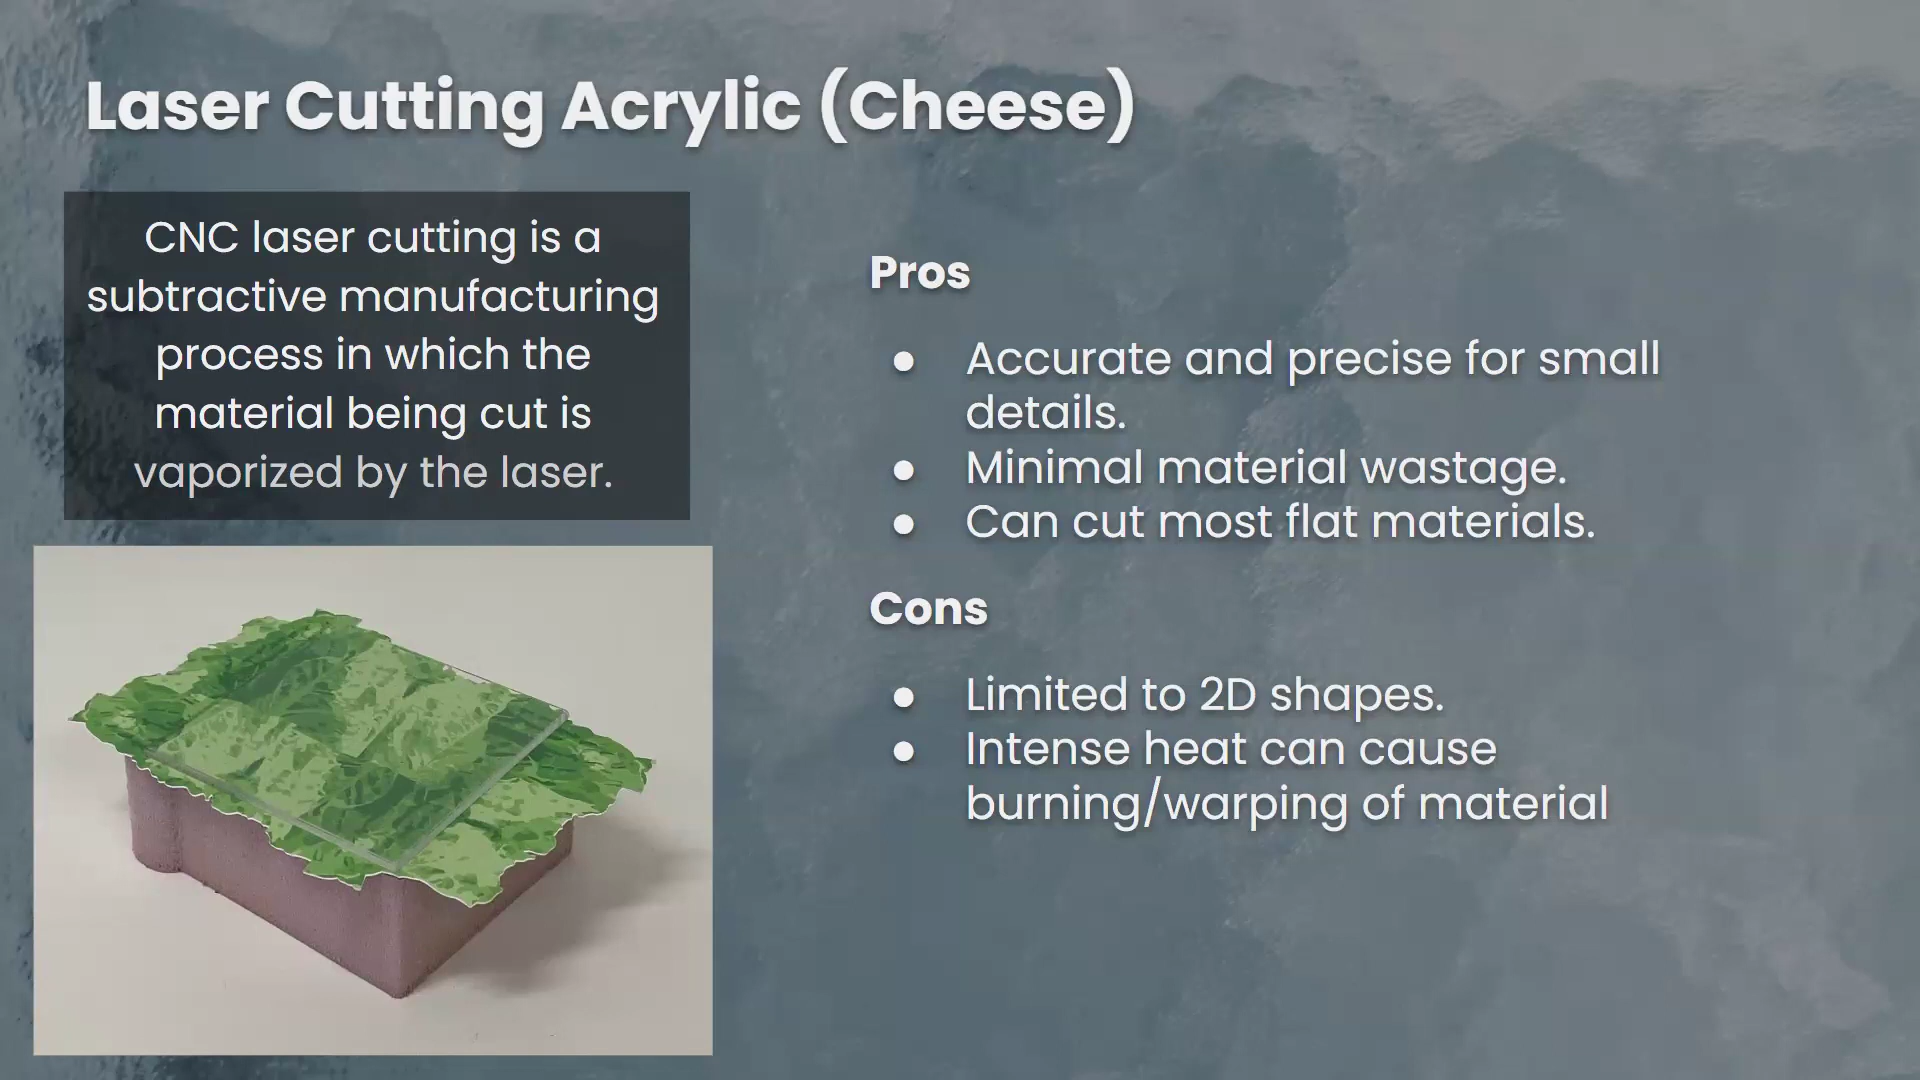 Laser Cutting Acrylic (Cheese)
CNC laser cutting is a
subtractive manufacturing
process in which the
material being cut is
vaporized by the laser.
Pros
● Accurate and precise for small
details.
● Minimal material wastage.
● Can cut most flat materials.
Cons
● Limited to 2D shapes.
● Intense heat can cause
burning/warping of material